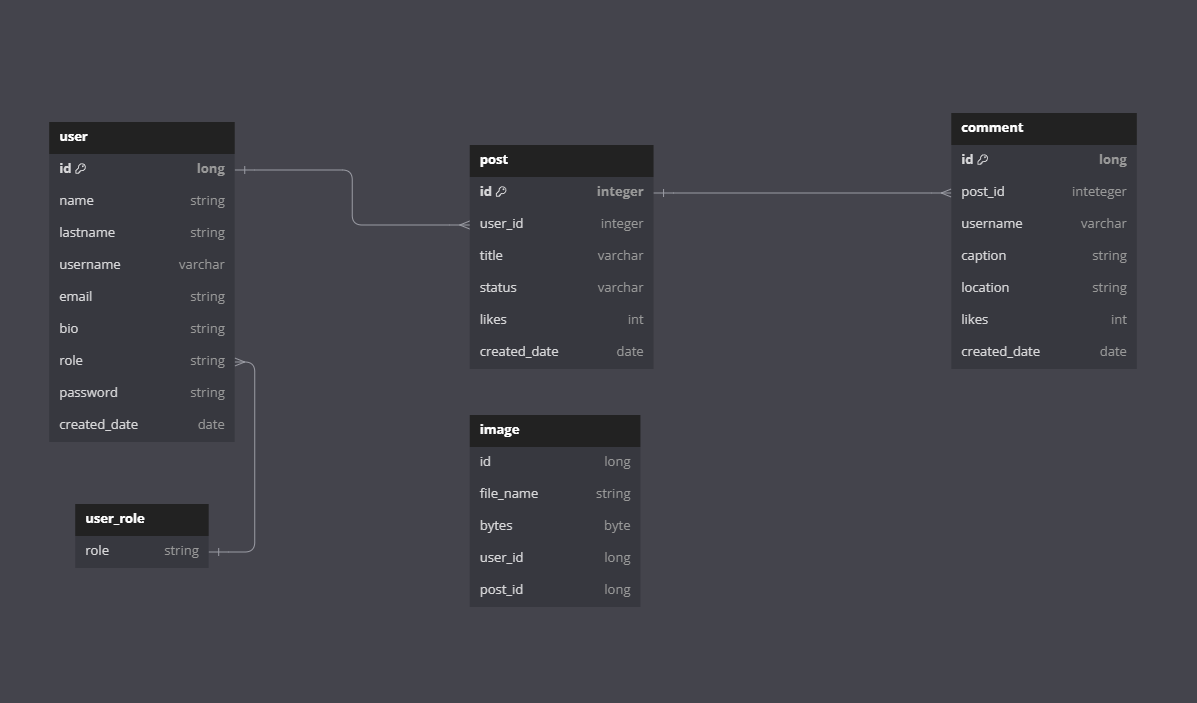 user
id long
name string
lastname string
username varchar
email string
bio string
role string
password string
created_date date
user_role
role string
post
id integer
user_id integer
title varchar
status varchar
likes int
created_date date
image
id long
file_name string
bytes byte
user_id long
post_id long
comment
id long
post_id inteteger
username varchar
caption string
location string
likes int
created_date date